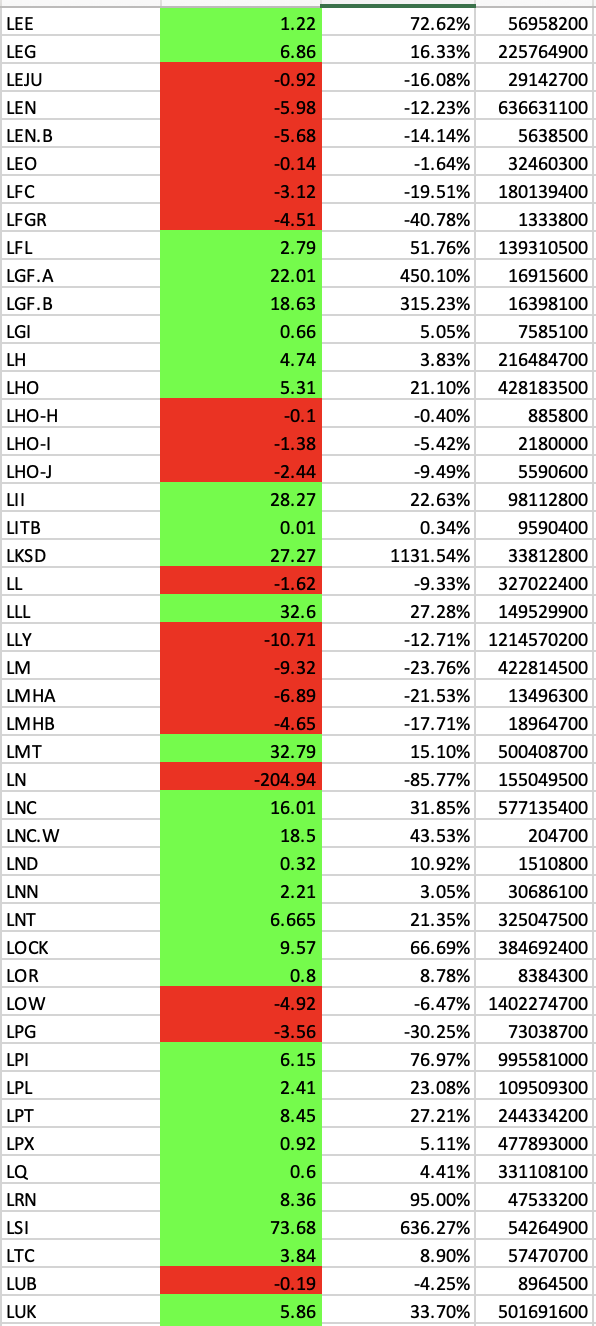 LEE 1.22 72.62% 56958200
LEG 6.86 16.33% 225764900
LEJU -0.92 -16.08% 29142700
LEN -5.98 -12.23% 636631100
LEN.B -5.68 -14.14% 5638500
LEO -0.14 -1.64% 32460300
LFC -3.12 -19.51% 180139400
LFGR -4.51 -40.78% 1333800
LFL 2.79 51.76% 139310500
LGF.A 22.01 450.10% 16915600
LGF.B 18.63 315.23% 16398100
LGI 0.66 5.05% 7585100
LH 4.74 3.83% 216484700
LHO 5.31 21.10% 428183500
LHO-H -0.1 -0.40% 885800
LHO-I -1.38 -5.42% 2180000
LHO-J -2.44 -9.49% 5590600
LII 28.27 22.63% 98112800
LITB 0.01 0.34% 9590400
LKSD 27.27 1131.54% 33812800
LL -1.62 -9.33% 327022400
LLL 32.6 27.28% 149529900
LLY -10.71 -12.71% 1214570200
LM -9.32 -23.76% 422814500
LMHA -6.89 -21.53% 13496300
LMHB -4.65 -17.71% 18964700
LMT 32.79 15.10% 500408700
LN -204.94 -85.77% 155049500
LNC 16.01 31.85% 577135400
LNC.W 18.5 43.53% 204700
LND 0.32 10.92% 1510800
LNN 2.21 3.05% 30686100
LNT 6.665 21.35% 325047500
LOCK 9.57 66.69% 384692400
LOR 0.8 8.78% 8384300
LOW -4.92 -6.47% 1402274700
LPG -3.56 -30.25% 73038700
LPI 6.15 76.97% 995581000
LPL 2.41 23.08% 109509300
LPT 8.45 27.21% 244334200
LPX 0.92 5.11% 477893000
LQ 0.6 4.41% 331108100
LRN 8.36 95.00% 47533200
LSI 73.68 636.27% 54264900
LTC 3.84 8.90% 57470700
LUB -0.19 -4.25% 8964500
LUK 5.86 33.70% 501691600